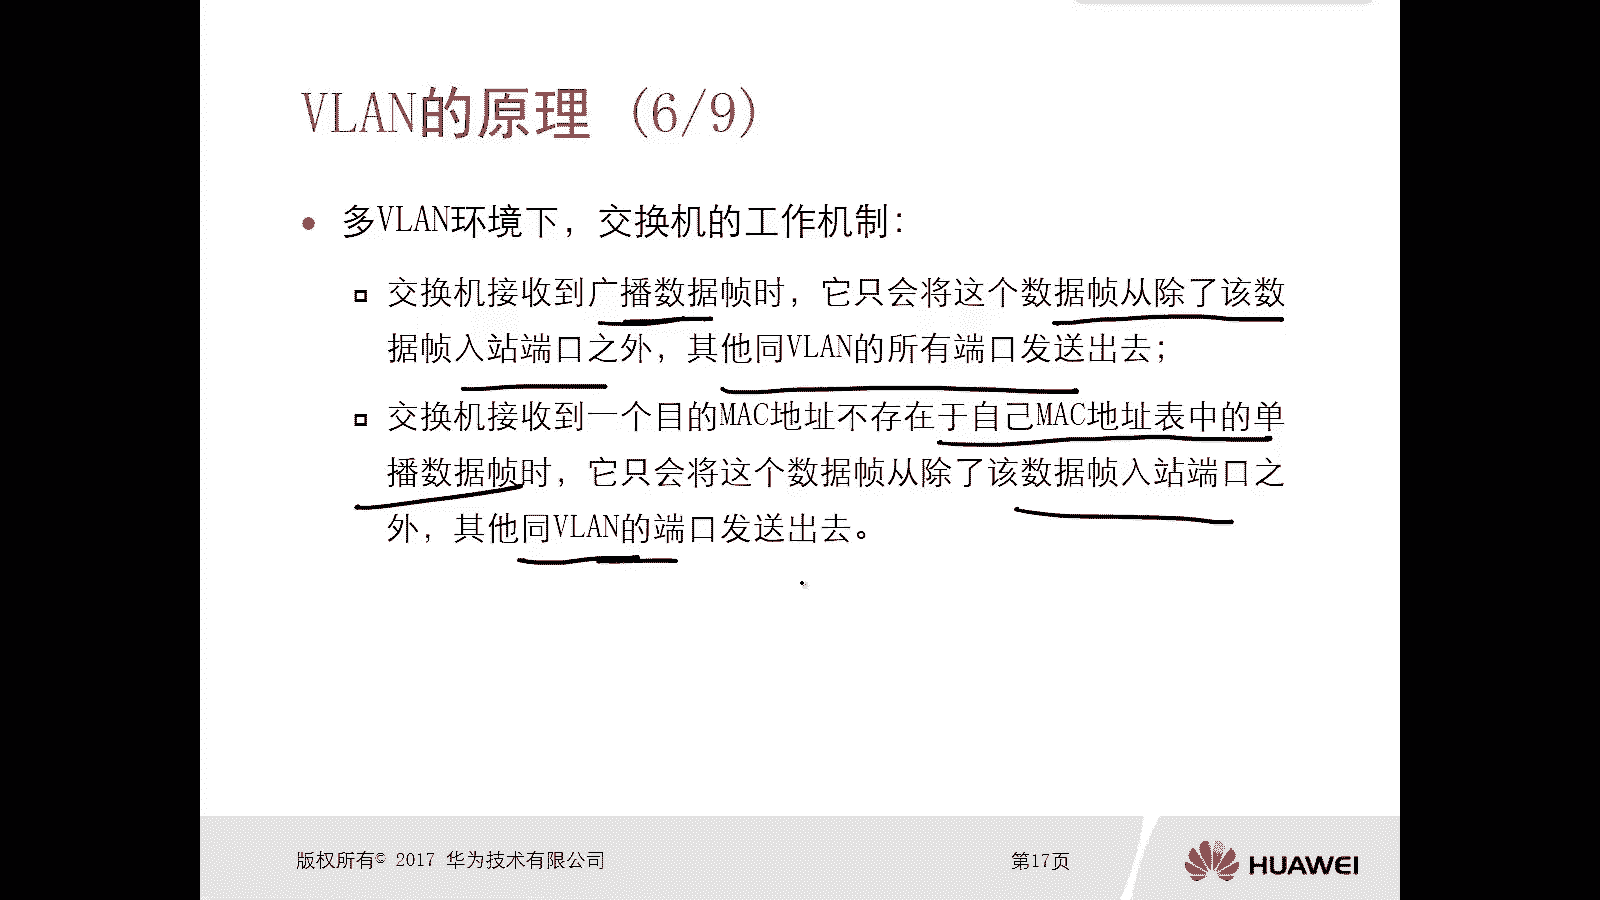 VLAN的原理 (6/9)
多VLAN环境下，交换机的工作机制：
交换机接收到广播数据帧时，它只会将这个数据帧从除了该数
据帧入站端口之外，其他同VLAN的所有端口发送出去；
交换机接收到一个目的MAC地址不存在于自己MAC地址表中的单
播数据帧时，它只会将这个数据帧从除了该数据帧入站端口之
外，其他同VLAN的端口发送出去。
版权所有© 2017 华为技术有限公司
第17页
HUAWEI